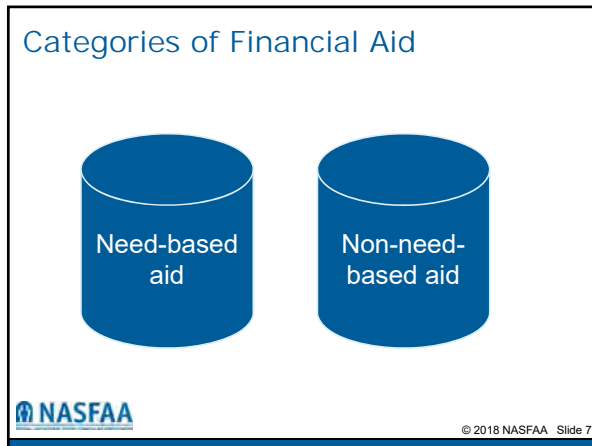 Categories of Financial Aid
Need-based
aid
Non-need-
based aid
NASFAA
© 2018 NASFAA Slide 7